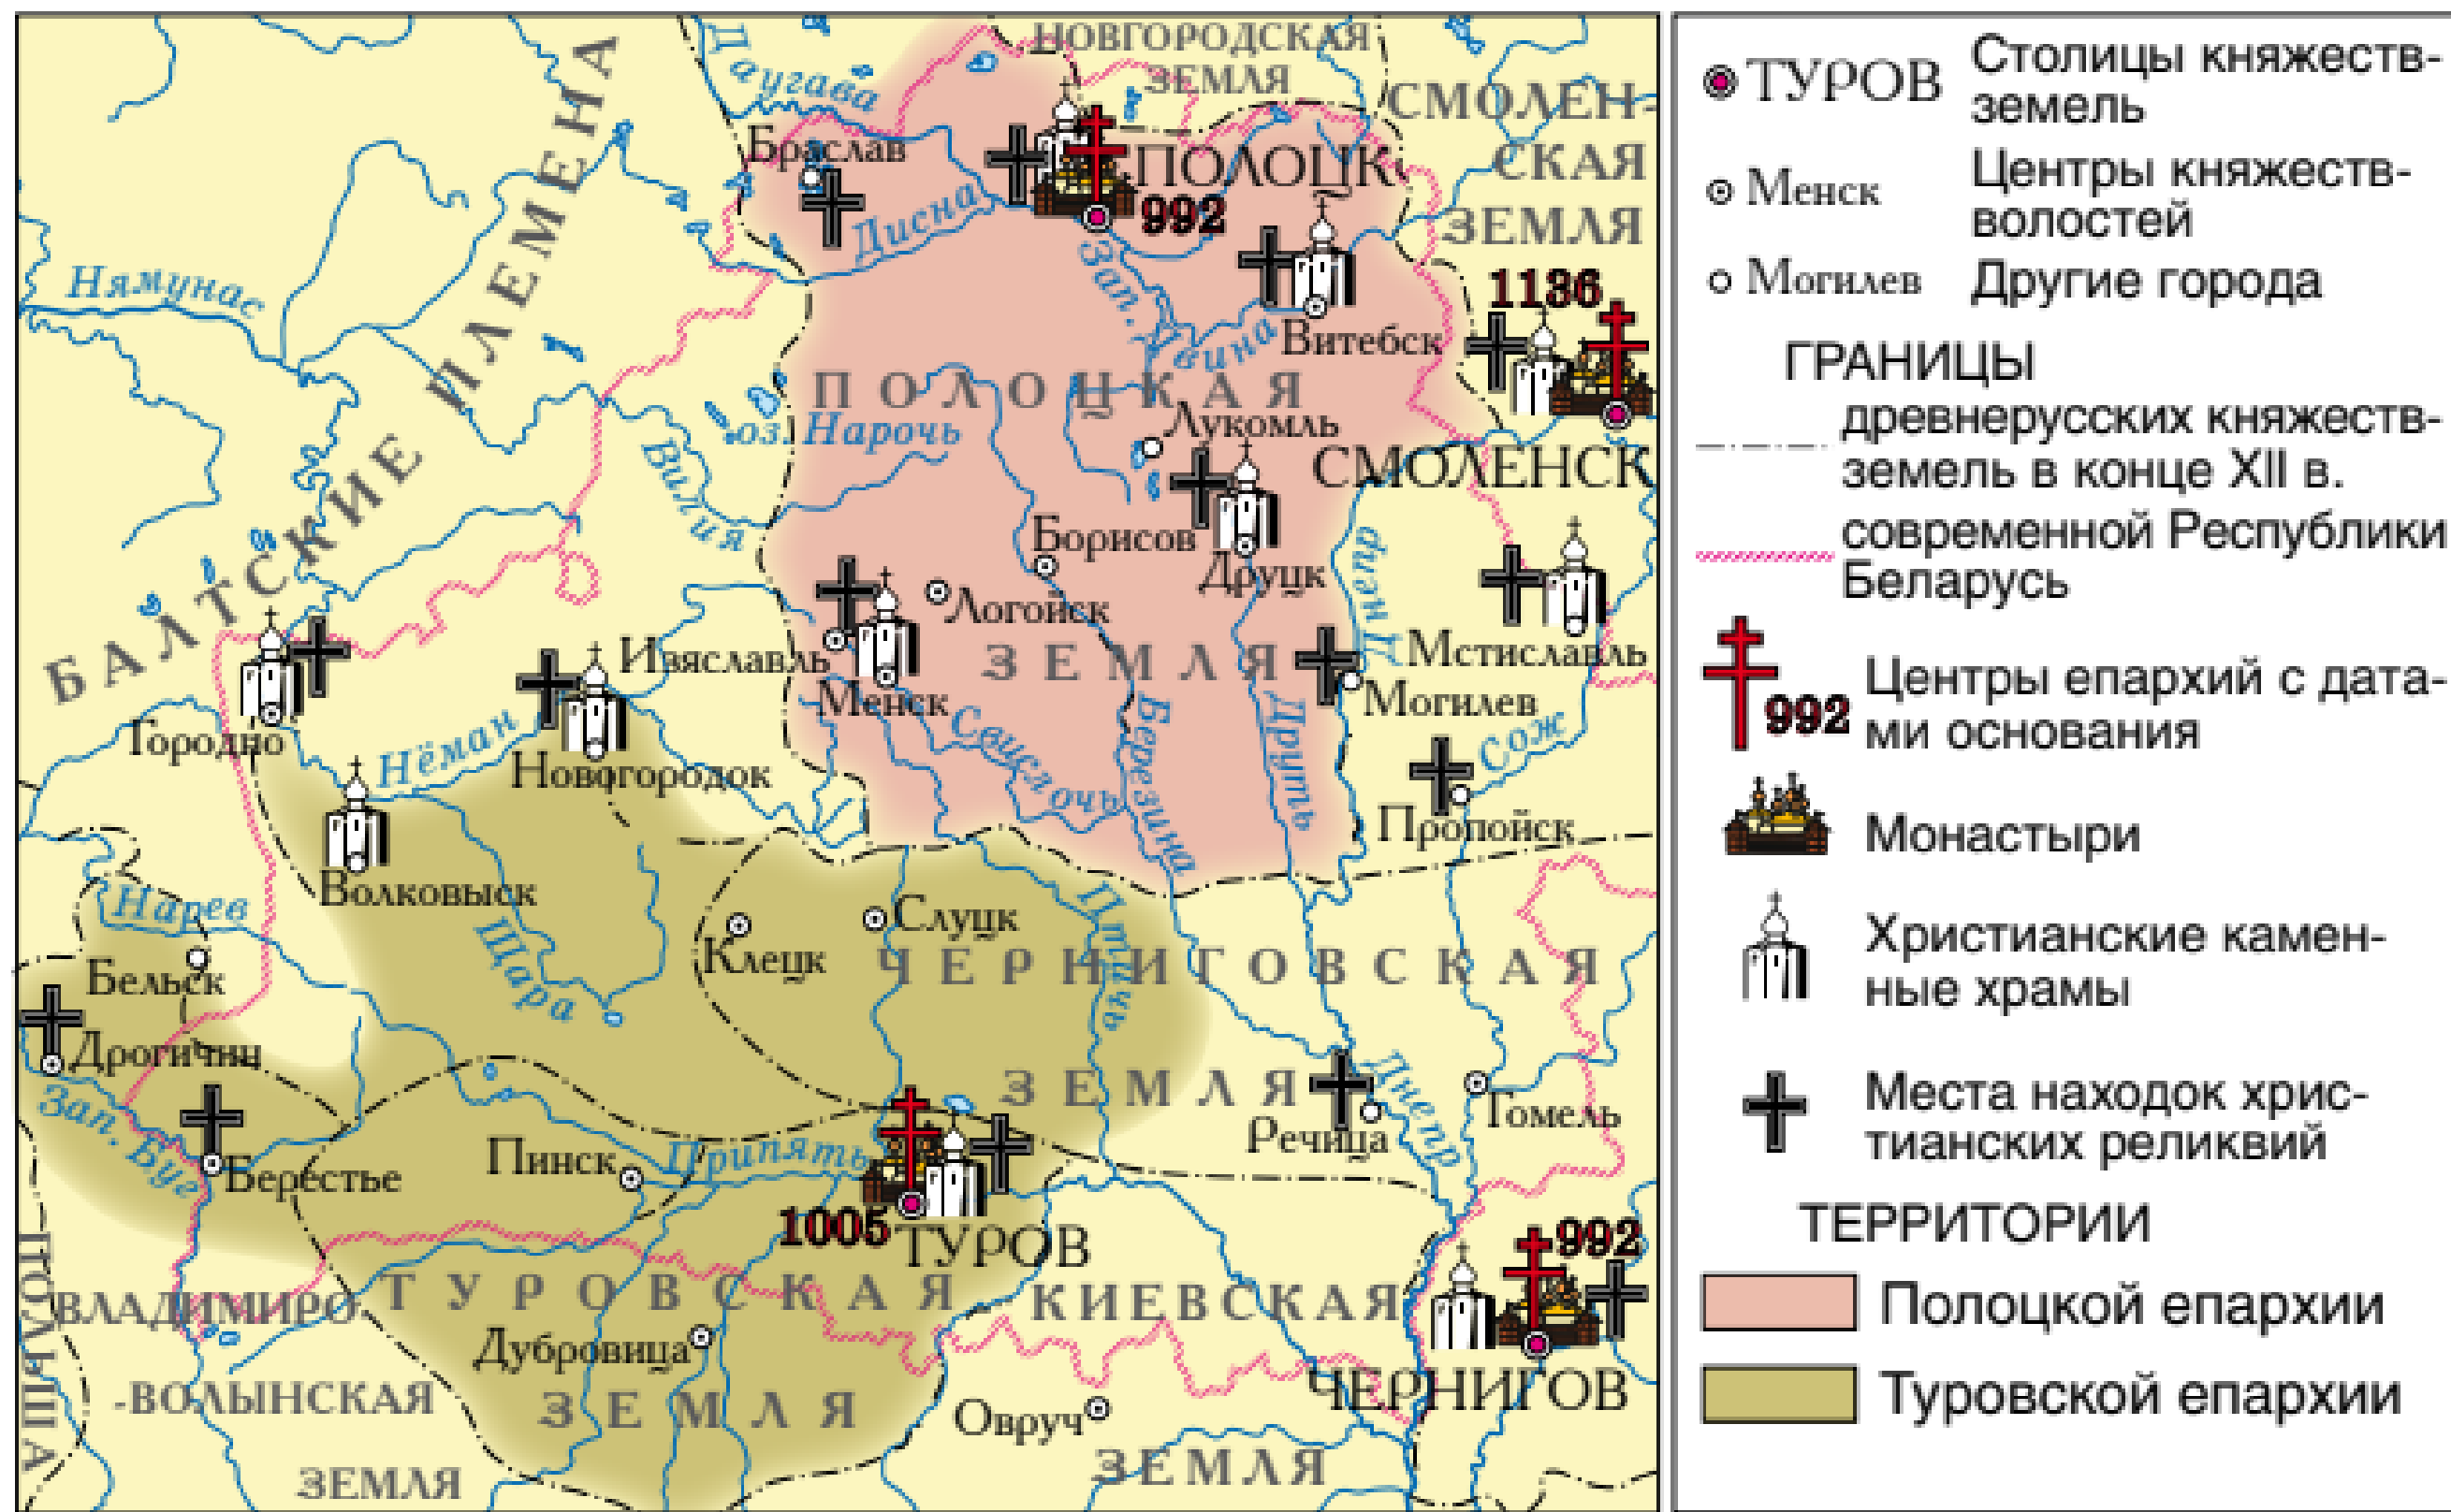 НОВГОРОДСКАЯ
ЗЕМЛЯ
Даугава
СМОЛЕН-
СКАЯ
ЗЕМЛЯ
БАЛТСКИЕ ПЛЕМЕНА
Браслав
ПОЛОЦК
992
Дисна
Нямунас
Зап. Двина
Витебск
1136
СМОЛЕНСК
ПОЛОЦКАЯ
оз. Нарочь
Лукомль
Вилия
Борисов
Друцк
Днепр
Логойск
Изяславль
ЗЕМЛЯ
Мстиславль
Менск
Могилев
Городно
Нёман
Новогородок
Свислочь
Березина
Друть
Сож
Пропойск
Волковыск
Нарев
Щара
Клецк
Слуцк
Птичь
ЧЕРНИГОВСКАЯ
Бельск
Дрогичин
ЗЕМЛЯ
Днепр
Гомель
Речица
Зап. Буг
Берестье
Пинск
Припять
1005
ТУРОВ
992
ПОЛЬША
ВЛАДИМИРО-
ТУРОВСКАЯ
КИЕВСКАЯ
Дубровица
ЧЕРНИГОВ
-ВОЛЫНСКАЯ
ЗЕМЛЯ
Овруч
ЗЕМЛЯ
ЗЕМЛЯ
ТУРОВ
Столицы княжеств-
земель
Менск
Центры княжеств-
волостей
Могилев
Другие города
ГРАНИЦЫ
древнерусских княжеств-
земель в конце XII в.
современной Республики
Беларусь
992
Центры епархий с дата-
ми основания
Монастыри
Христианские камен-
ные храмы
Места находок хрис-
тианских реликвий
ТЕРРИТОРИИ
Полоцкой епархии
Туровской епархии